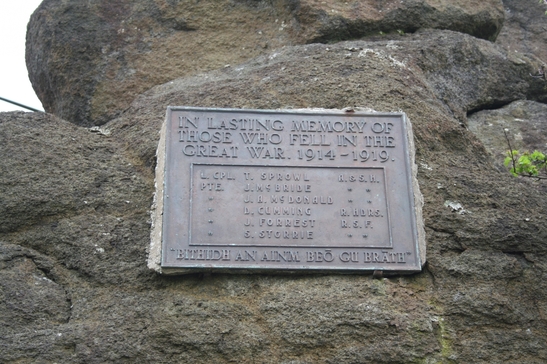 IN LASTING MEMORY OF
THOSE WHO FELL IN THE
GREAT WAR. 1914-1919.
L. CPL. T. SPROWL A.&S.H.
PTE. J. McBRIDE " "
" J. A. McDONALD " "
" D. CUMMING R. HRS.
" J. FORREST R.S.F.
" S. STORRIE " "
"BITHIDH AN AINM BEÒ GU BRÀTH"